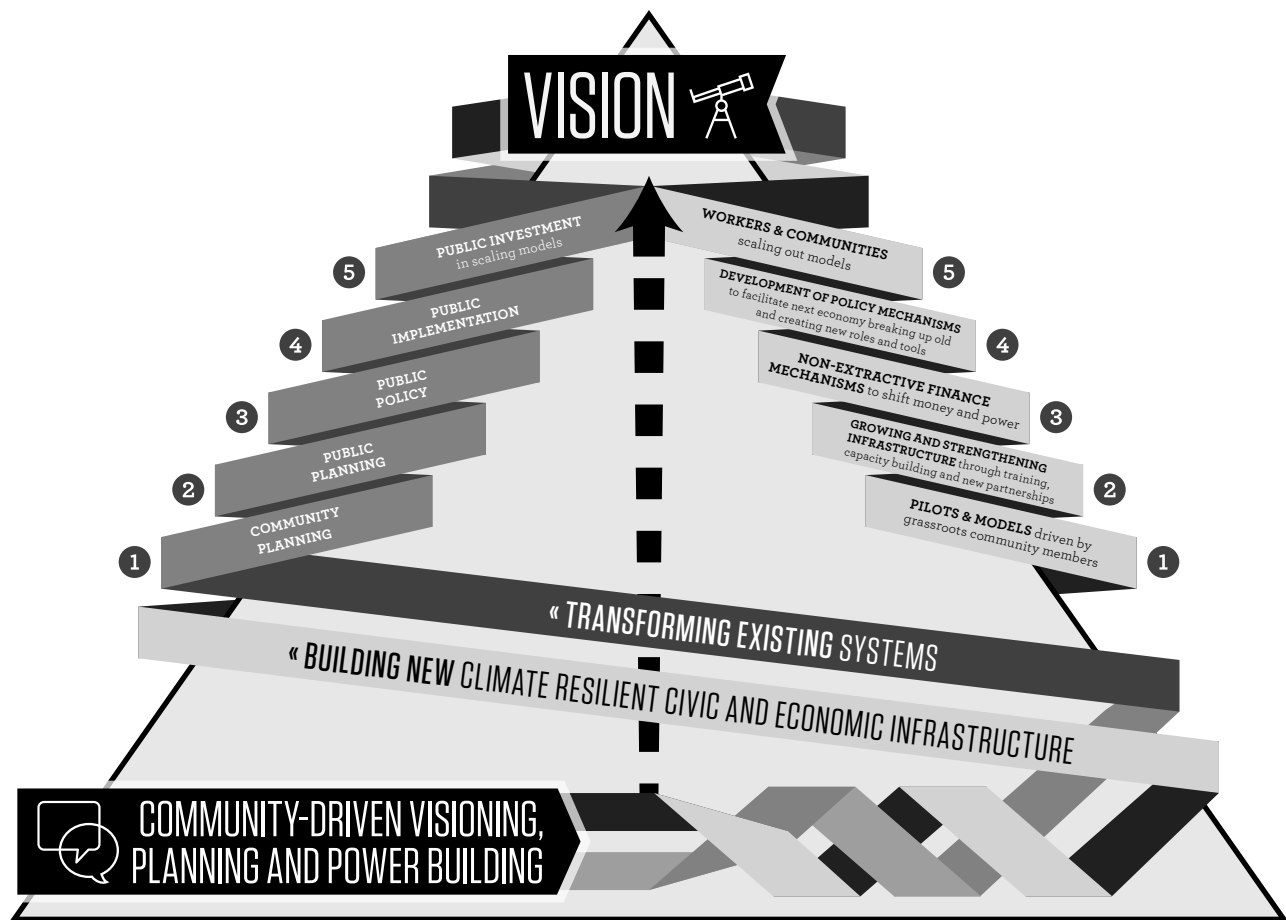 VISION
PUBLIC INVESTMENT
in scaling models
5
PUBLIC
IMPLEMENTATION
4
PUBLIC
POLICY
3
PUBLIC
PLANNING
2
COMMUNITY
PLANNING
1
WORKERS & COMMUNITIES
scaling out models
5
DEVELOPMENT OF POLICY MECHANISMS
to facilitate next economy breaking up old
and creating new roles and tools
4
NON-EXTRACTIVE FINANCE
MECHANISMS to shift money and power
3
GROWING AND STRENGTHENING
INFRASTRUCTURE through training,
capacity building and new partnerships
2
PILOTS & MODELS driven by
grassroots community members
1
« TRANSFORMING EXISTING SYSTEMS
« BUILDING NEW CLIMATE RESILIENT CIVIC AND ECONOMIC INFRASTRUCTURE
COMMUNITY-DRIVEN VISIONING,
PLANNING AND POWER BUILDING